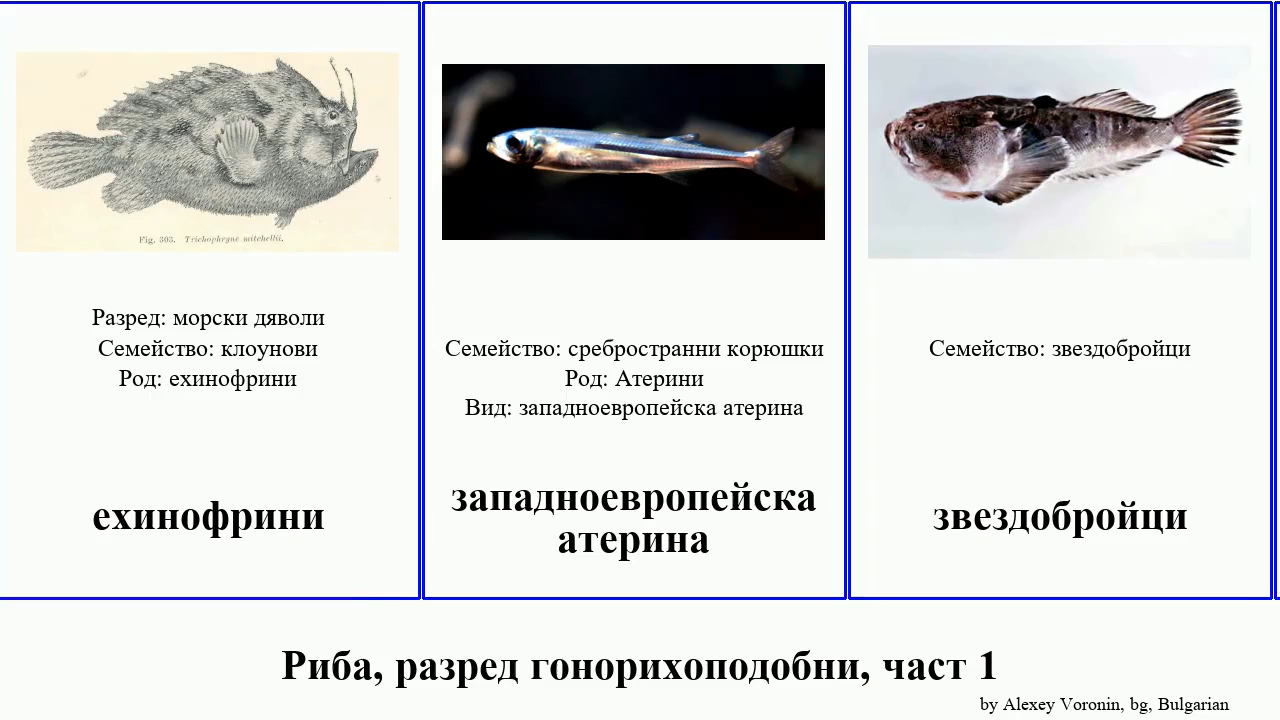 Fig. 303. Trichophryne mitchellii.
Разред: морски дяволи
Семейство: клоунови
Род: ехинофрини
ехинофрини
Семейство: сребространни корюшки
Род: Атерини
Вид: западноевропейска атерина
западноевропейска
атерина
Семейство: звездобройци
звездобройци
Риба, разред гонорихоподобни, част 1
by Alexey Voronin, bg, Bulgarian